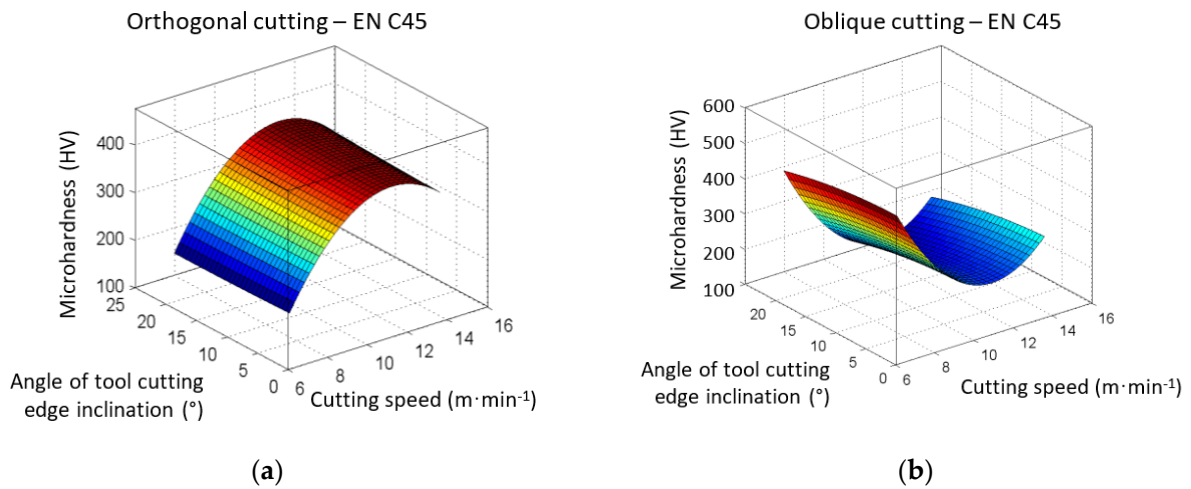 Orthogonal cutting – EN C45
Microhardness (HV)
400
300
200
100
25
20
15
10
5
0
6
8
10
12
14
16
Angle of tool cutting
edge inclination (°)
Cutting speed (m·min-1)
(a)
Oblique cutting – EN C45
Microhardness (HV)
600
500
400
300
200
100
20
15
10
5
0
6
8
10
12
14
16
Angle of tool cutting
edge inclination (°)
Cutting speed (m·min-1)
(b)